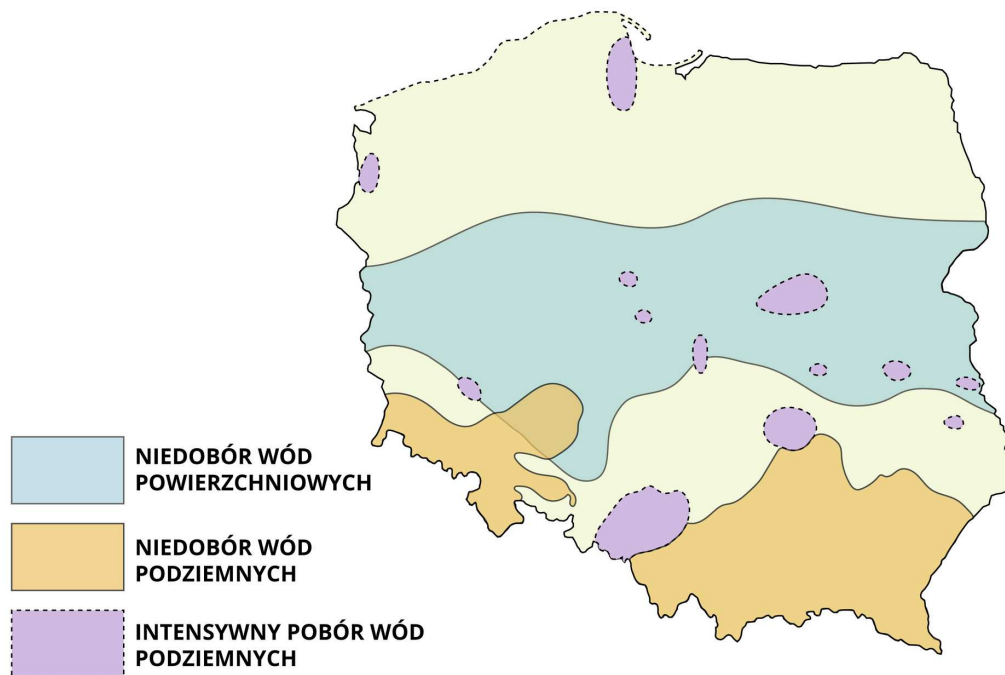 NIEDOBÓR WÓD
POWIERZCHNIOWYCH
NIEDOBÓR WÓD
PODZIEMNYCH
INTENSYWNY POBÓR WÓD
PODZIEMNYCH